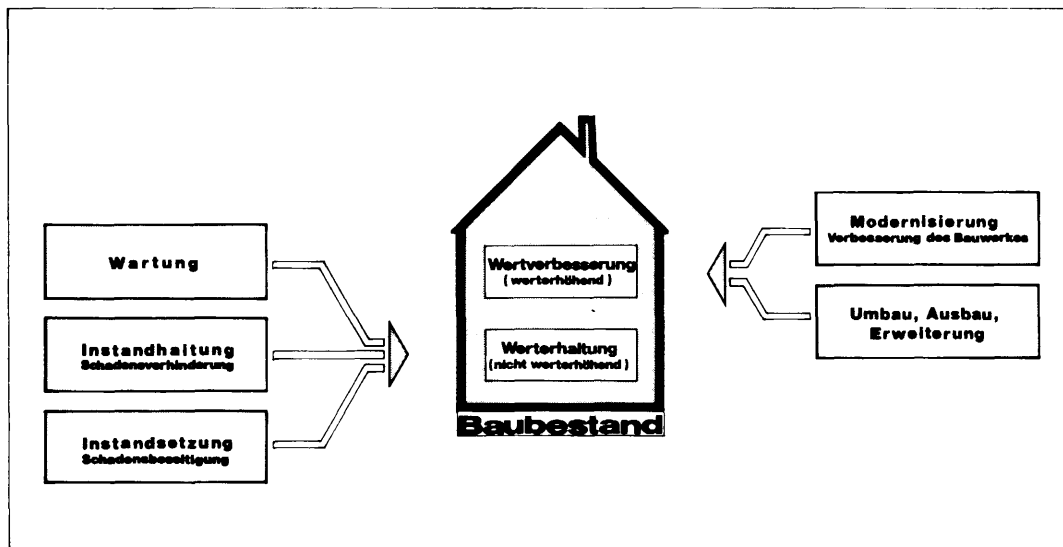 Wartung
Instandhaltung
Schadensverhinderung
Instandsetzung
Schadensbeseitigung
Wertverbesserung
( werterhöhend )
Werterhaltung
(nicht werterhöhend )
Baubestand
Modernisierung
Verbesserung des Bauwerkes
Umbau, Ausbau,
Erweiterung